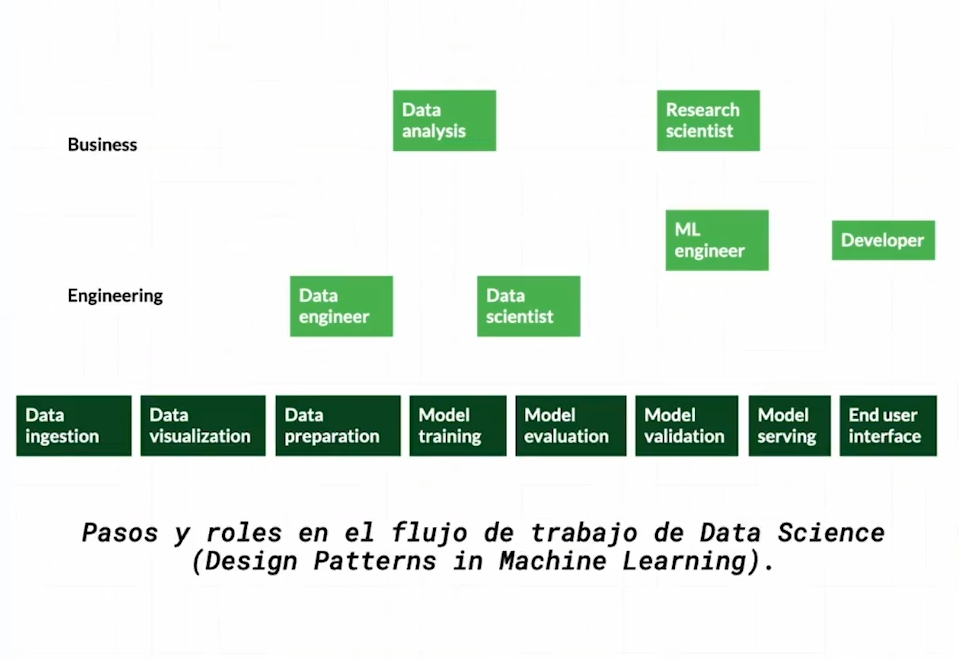 Data
analysis
Research
scientist
Business
ML
engineer
Developer
Engineering
Data
engineer
Data
scientist
Data
ingestion
Data
visualization
Data
preparation
Model
training
Model
evaluation
Model
validation
Model
serving
End user
interface
Pasos y roles en el flujo de trabajo de Data Science
(Design Patterns in Machine Learning).